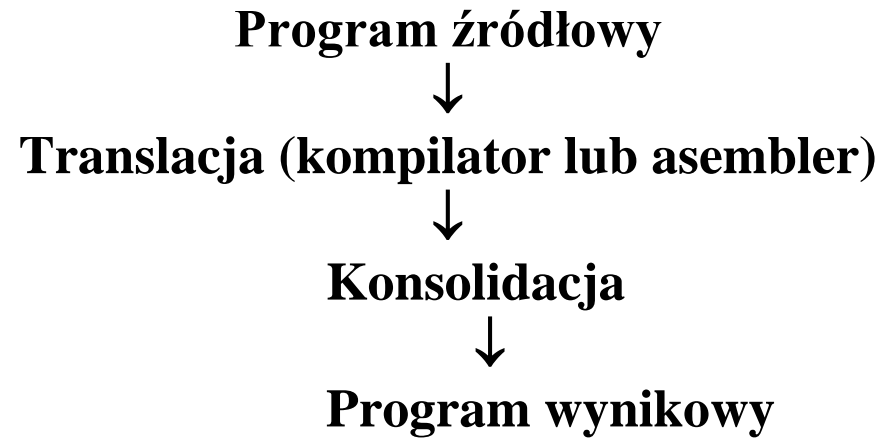 Program źródłowy
↓
Translacja (kompilator lub asembler)
↓
Konsolidacja
↓
Program wynikowy